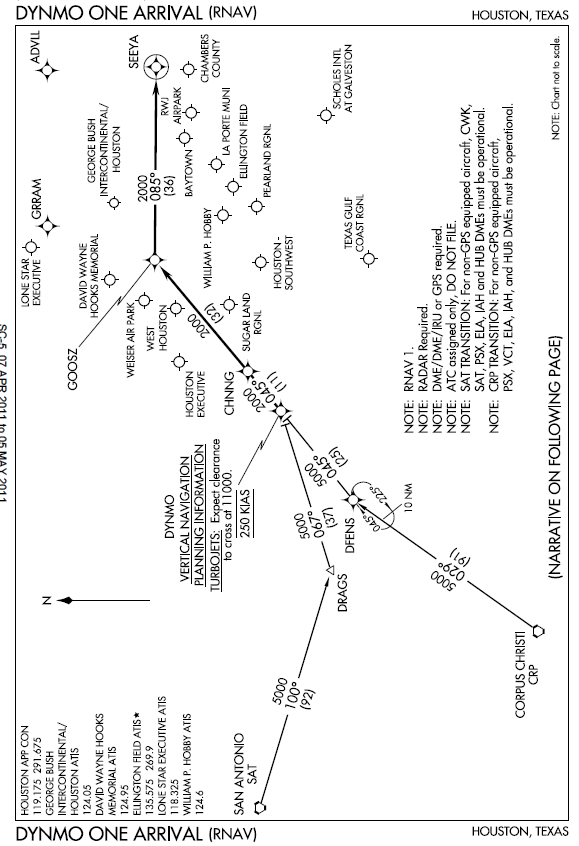 DYNMO ONE ARRIVAL (RNAV)
HOUSTON, TEXAS
ADVLL
SEEYA
CHAMBERS
COUNTY
RWJ
AIRPARK
BAYTOWN
LA PORTE MUNI
ELLINGTON FIELD
PEARLAND RGNL
SCHOLES INTL
AT GALVESTON
NOTE: Chart not to scale.
GEORGE BUSH
INTERCONTINENTAL/
HOUSTON
2000
085°
(36)
GRRAM
LONE STAR
EXECUTIVE
DAVID WAYNE
HOOKS MEMORIAL
WILLIAM P. HOBBY
HOUSTON -
SOUTHWEST
TEXAS GULF
COAST RGNL
GOOSZ
WEISER AIR PARK
WEST
HOUSTON
HOUSTON
EXECUTIVE
2000
(32)
SUGAR LAND
RGNL
CHNNG
2000
045°
(11)
NOTE: RNAV 1.
NOTE: RADAR Required.
NOTE: DME/DME/IRU or GPS required.
NOTE: ATC assigned only, DO NOT FILE.
NOTE: SAT TRANSITION: For non-GPS equipped aircraft, CWK,
SAT, PSX, ELA, IAH and HUB DMEs must be operational.
NOTE: CRP TRANSITION: For non-GPS equipped aircraft,
PSX, VCT, ELA, IAH, and HUB DMEs must be operational.
DYNMO
VERTICAL NAVIGATION
PLANNING INFORMATION
TURBOJETS: Expect clearance
to cross at 11000.
250 KIAS
5000
045°
(25)
5000
067°
(37)
DFENS
045°
225°
10 NM
DRAGS
5000
029°
(91)
CORPUS CHRISTI
CRP
5000
100°
(92)
SAN ANTONIO
SAT
N
(NARRATIVE ON FOLLOWING PAGE)
HOUSTON APP CON
119.175 291.675
GEORGE BUSH
INTERCONTINENTAL/
HOUSTON ATIS
124.05
DAVID WAYNE HOOKS
MEMORIAL ATIS
124.95
ELLINGTON FIELD ATIS★
135.575 269.9
LONE STAR EXECUTIVE ATIS
118.325
WILLIAM P. HOBBY ATIS
124.6
SC-5, 07 APR 2011 to 05 MAY 2011
DYNMO ONE ARRIVAL (RNAV)
HOUSTON, TEXAS